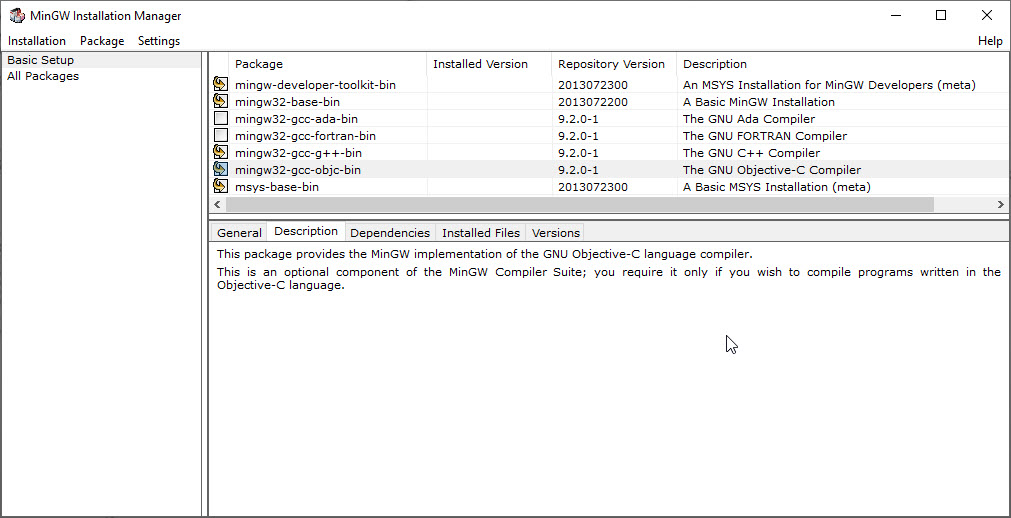 MinGW Installation Manager
Installation Package Settings Help
Basic Setup
All Packages
Package Installed Version Repository Version Description
mingw-developer-toolkit-bin 2013072300 An MSYS Installation for MinGW Developers (meta)
mingw32-base-bin 2013072200 A Basic MinGW Installation
mingw32-gcc-ada-bin 9.2.0-1 The GNU Ada Compiler
mingw32-gcc-fortran-bin 9.2.0-1 The GNU FORTRAN Compiler
mingw32-gcc-g++-bin 9.2.0-1 The GNU C++ Compiler
mingw32-gcc-objc-bin 9.2.0-1 The GNU Objective-C Compiler
msys-base-bin 2013072300 A Basic MSYS Installation (meta)
General Description Dependencies Installed Files Versions
This package provides the MinGW implementation of the GNU Objective-C language compiler.
This is an optional component of the MinGW Compiler Suite; you require it only if you wish to compile programs written in the
Objective-C language.